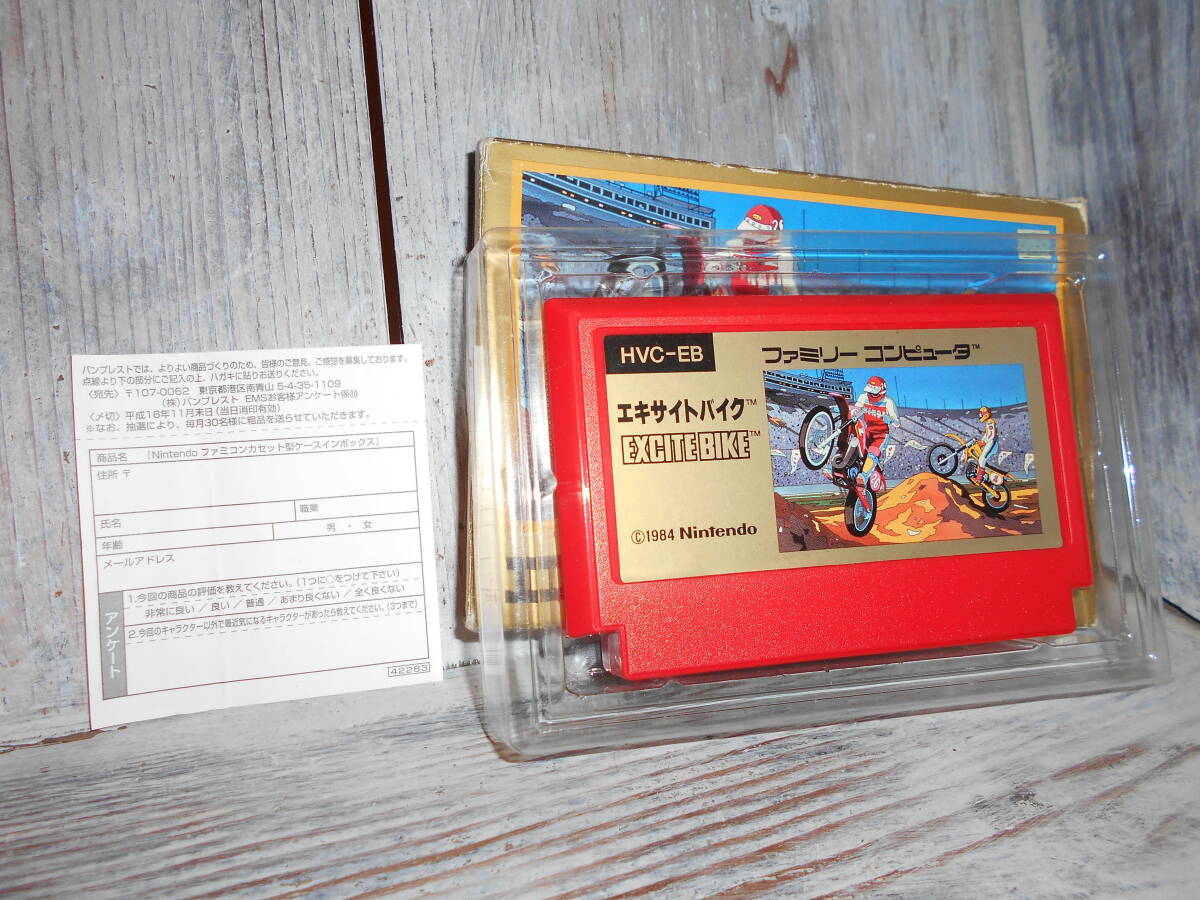 バンプレストでは、よりよい商品づくりのため、皆様のご意見、ご感想を募集しております。
点線より下の部分にご記入の上、ハガキに貼りお送りください。
〈宛先〉〒107-0062 東京都港区南青山 5-4-35-1109
(株)バンプレスト EMSお客様アンケート係⑩
〈〆切〉平成16年11月末日(当日消印有効)
※なお、抽選により、毎月30名様に粗品を送らせていただきます。
商品名 『Nintendo ファミコンカセット型ケースインボックス』
住所 〒
職業
氏名
男 ・ 女
年齢
メールアドレス
アンケート
1.今回の商品の評価を教えてください。(1つに○をつけて下さい)
非常に良い / 良い / 普通 / あまり良くない / 全く良くない
2.今回のキャラクター以外で最近気になるキャラクターがあったら教えてください。(3つまで)
42283
HVC-EB
ファミリー コンピュータ™
エキサイトバイク™
EXCITEBIKE™
©1984 Nintendo